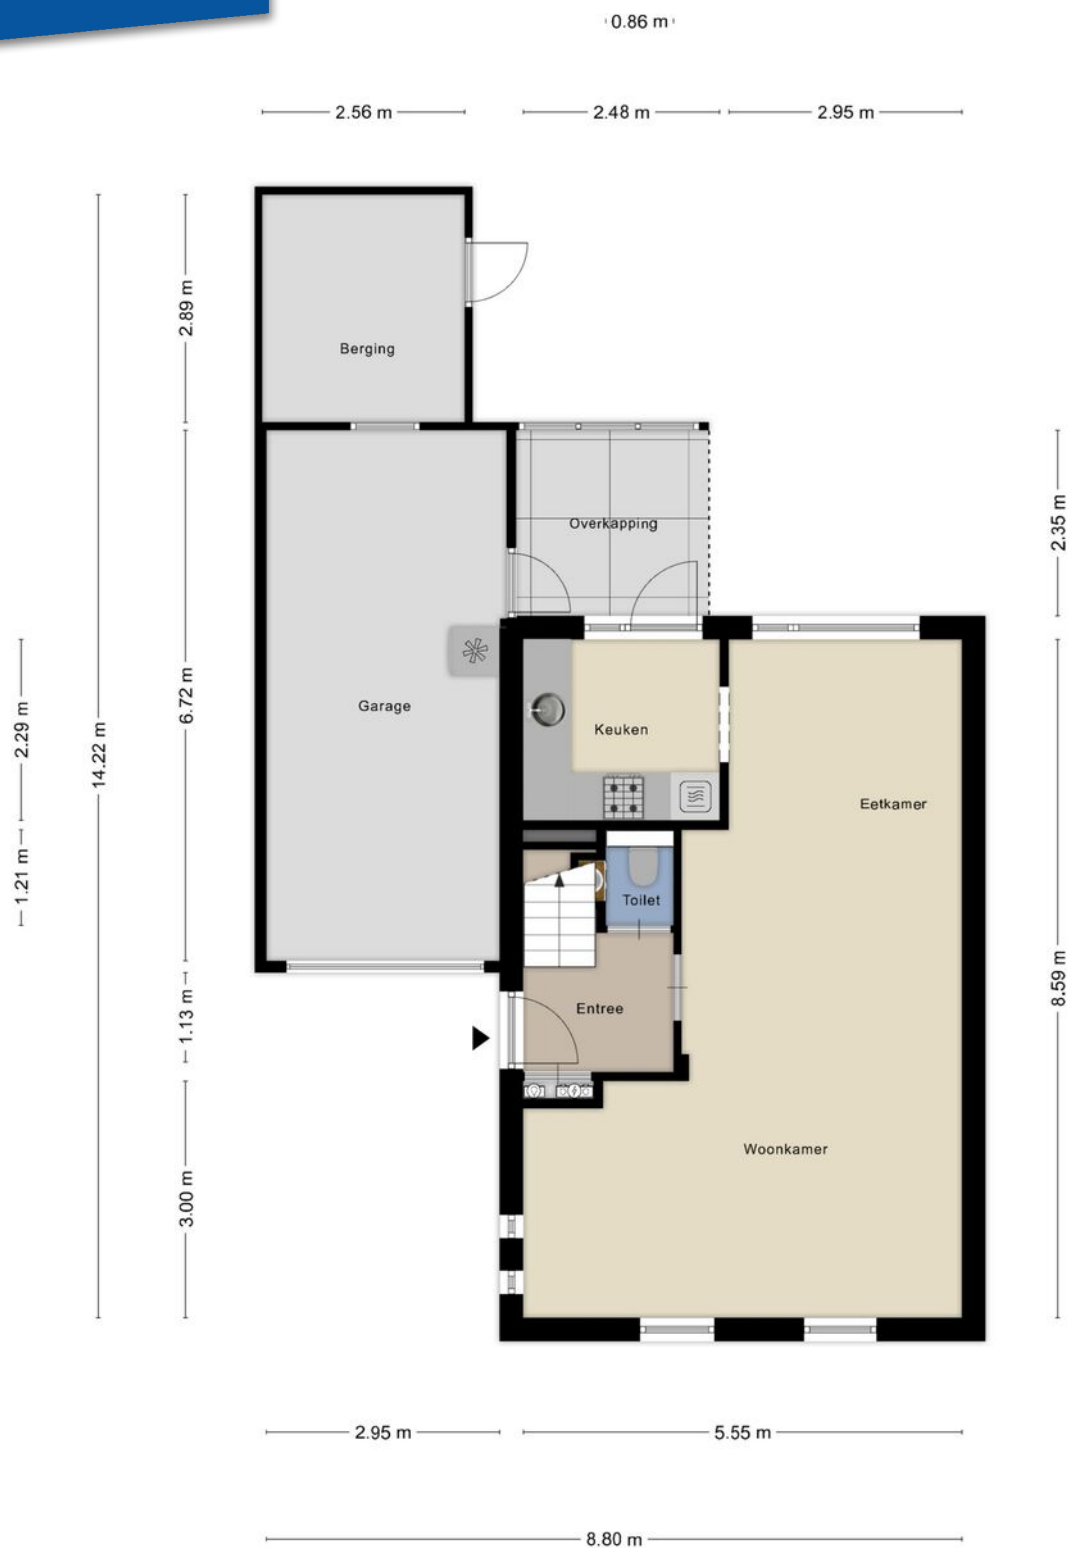 0.86 m
2.56 m
2.48 m
2.95 m
2.89 m
Berging
2.35 m
Overkapping
6.72 m
2.29 m
14.22 m
Garage
Keuken
Eetkamer
1.21 m
Toilet
Entree
1.13 m
8.59 m
Woonkamer
3.00 m
2.95 m
5.55 m
8.80 m